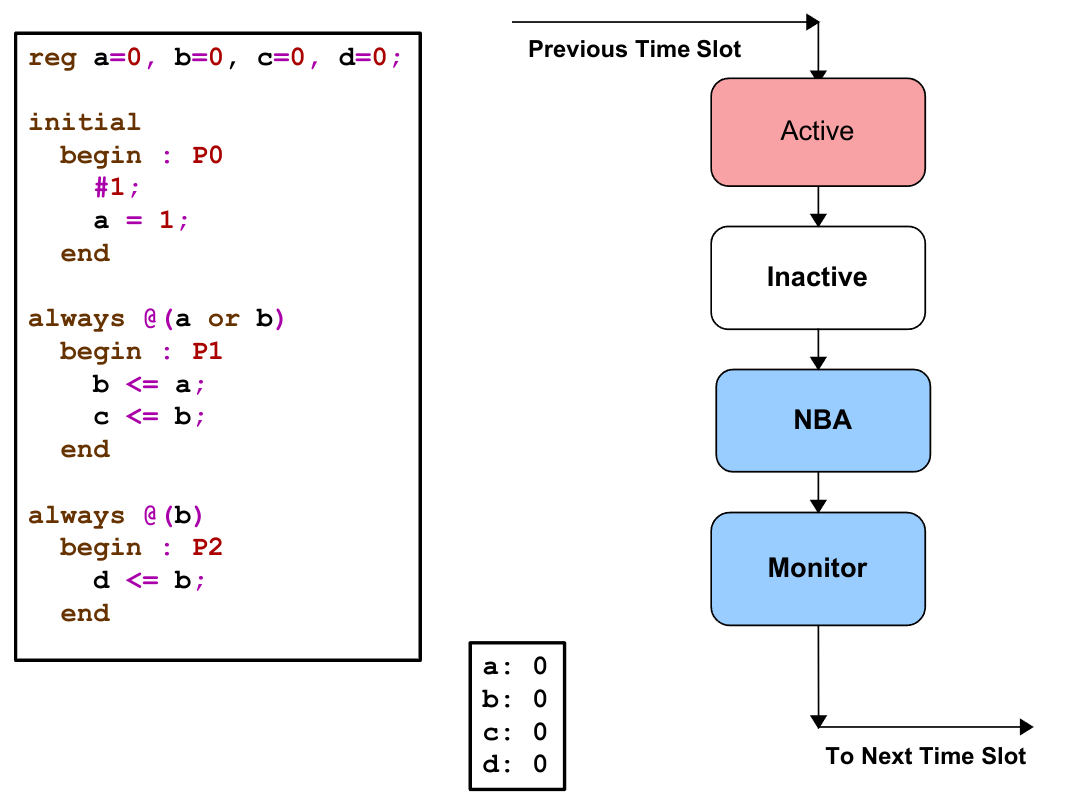 reg a=0, b=0, c=0, d=0;
initial
begin : P0
#1;
a = 1;
end
always @(a or b)
begin : P1
b <= a;
c <= b;
end
always @(b)
begin : P2
d <= b;
end
a: 0
b: 0
c: 0
d: 0
Previous Time Slot
Active
Inactive
NBA
Monitor
To Next Time Slot